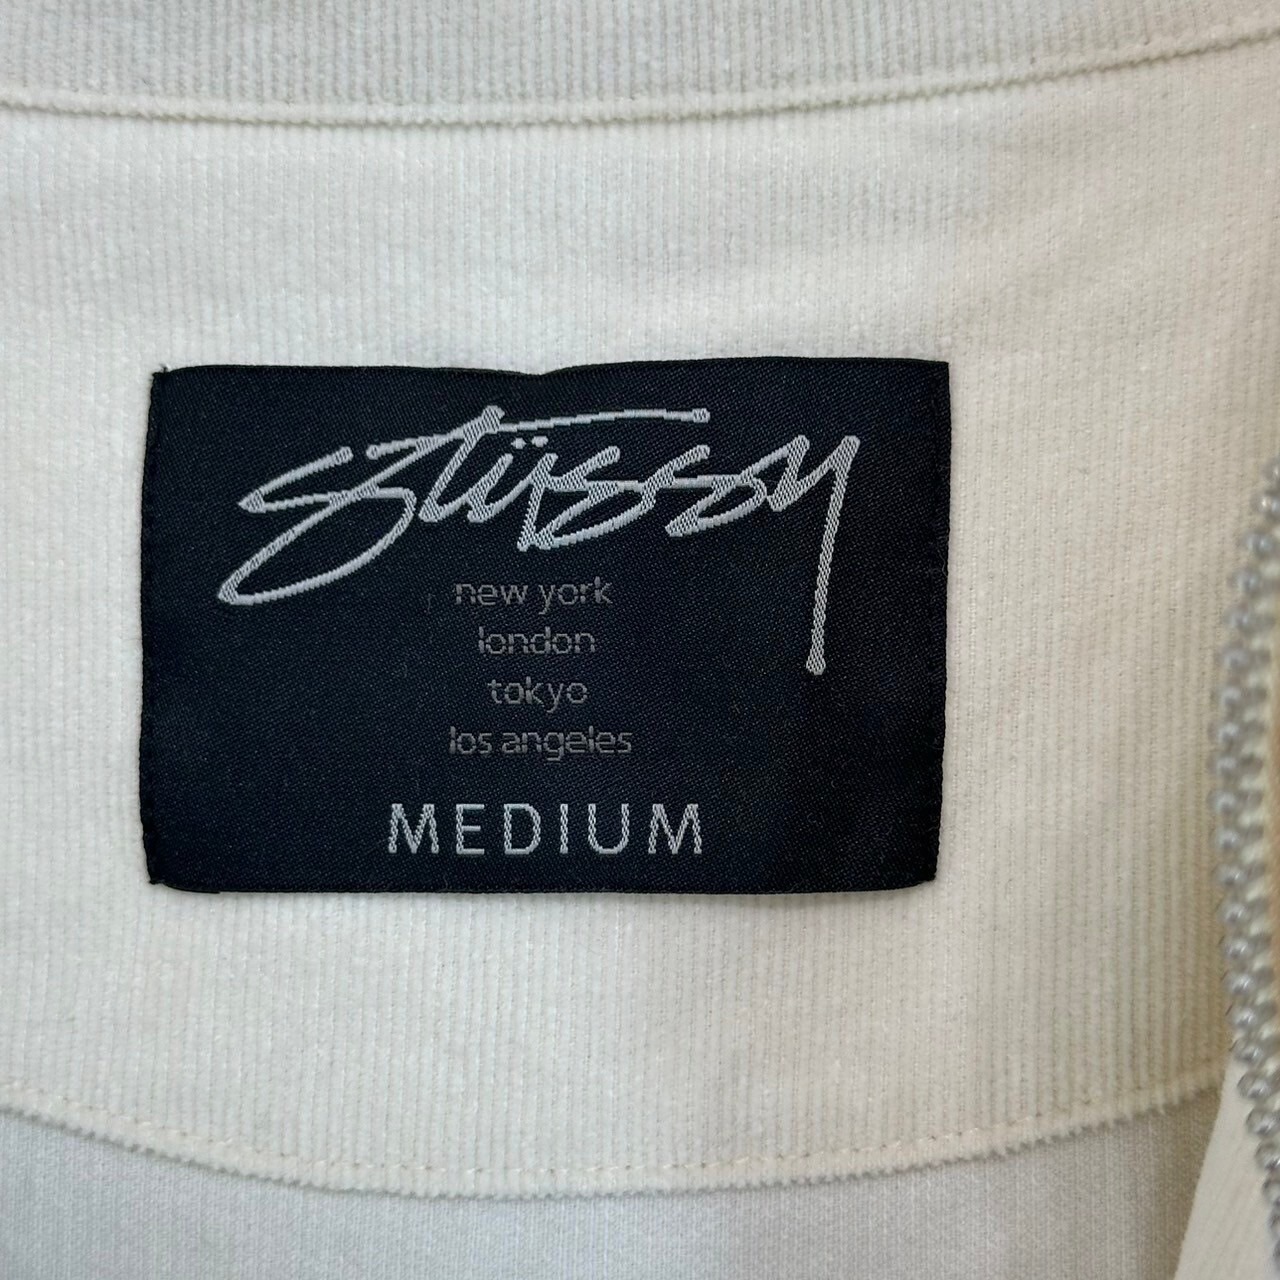 stüssy
new york
london
tokyo
los angeles
MEDIUM